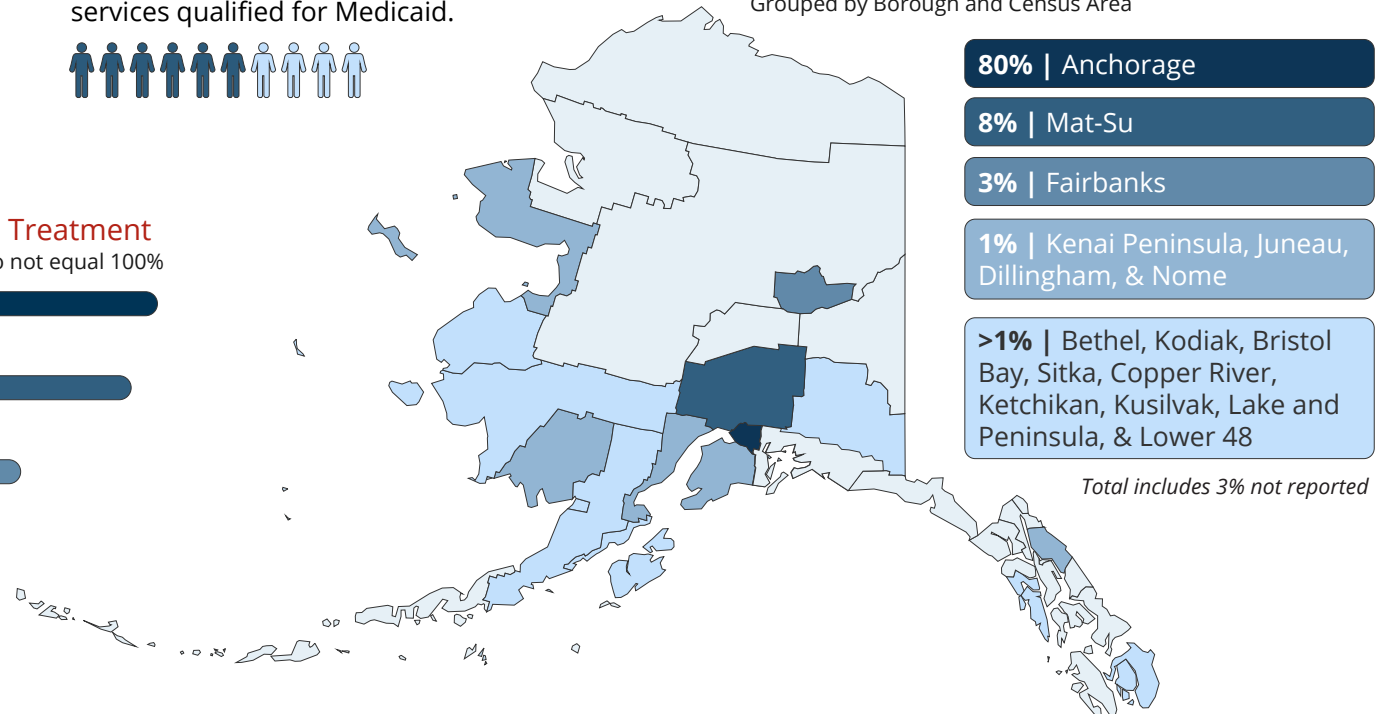 services qualified for Medicaid.
Grouped by Borough and Census Area
80% | Anchorage
8% | Mat-Su
3% | Fairbanks
1% | Kenai Peninsula, Juneau,
Dillingham, & Nome
>1% | Bethel, Kodiak, Bristol
Bay, Sitka, Copper River,
Ketchikan, Kusilvak, Lake and
Peninsula, & Lower 48
Total includes 3% not reported
Treatment
not equal 100%